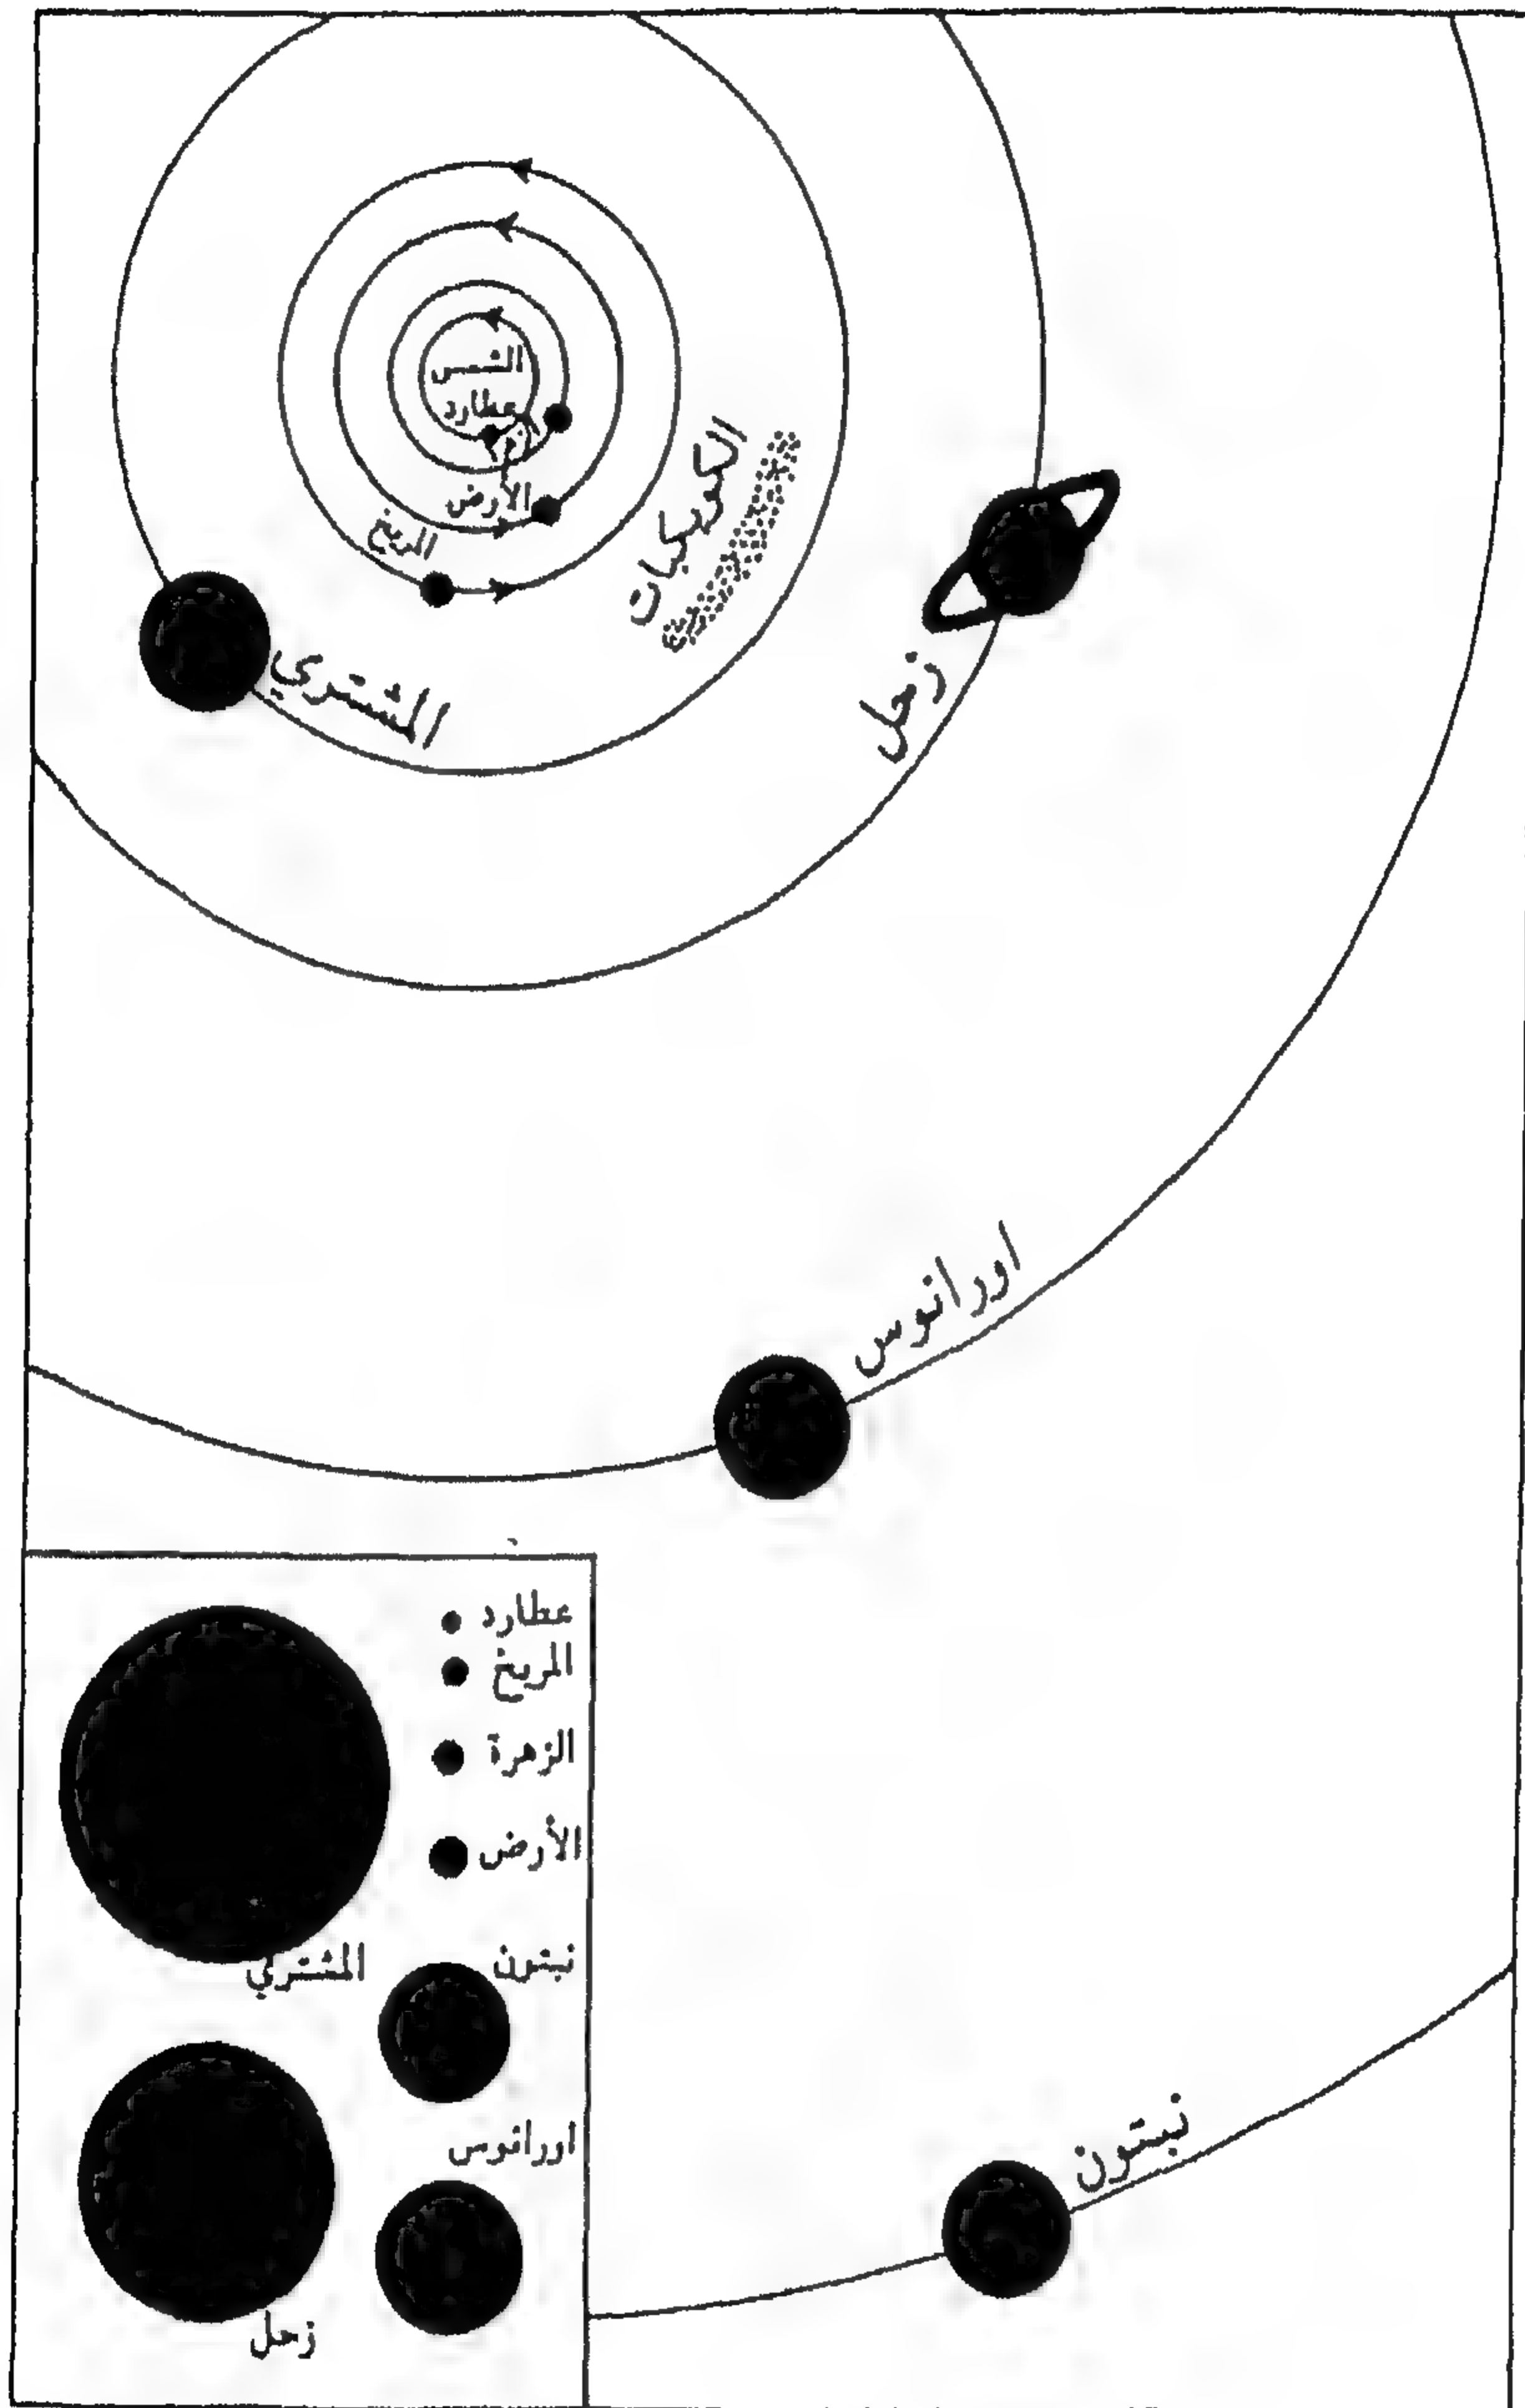 الشمس
عطارد
الأرض
المريخ
الكويكبات
المشتري
زحل
اورانوس
نبتون
عطارد
المريخ
الزهرة
الأرض
المشتري
نبتون
اورانوس
زحل